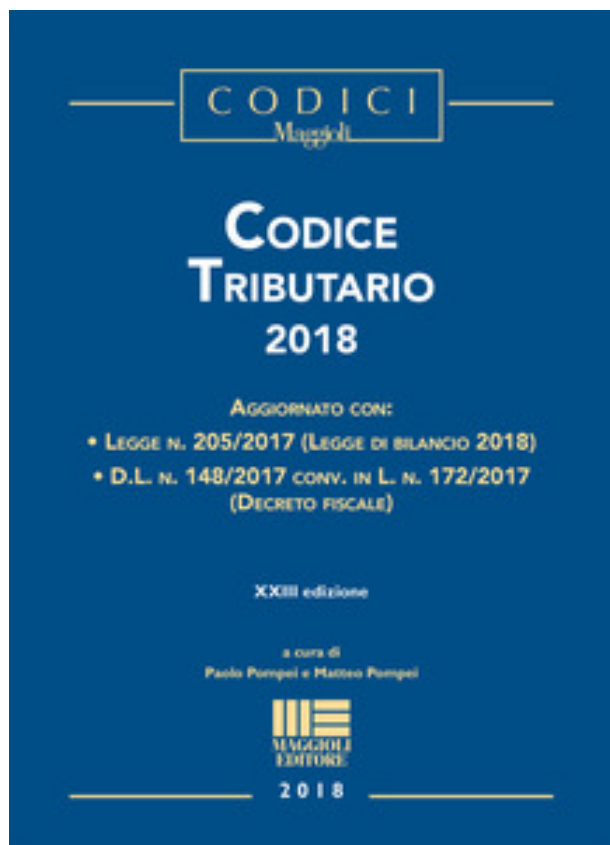 CODICI
Maggioli
CODICE
TRIBUTARIO
2018
AGGIORNATO CON:
• LEGGE N. 205/2017 (LEGGE DI BILANCIO 2018)
• D.L. N. 148/2017 CONV. IN L. N. 172/2017
(DECRETO FISCALE)
XXIII edizione
a cura di
Paolo Pompei e Matteo Pompei
MAGGIOLI
EDITORE
2018